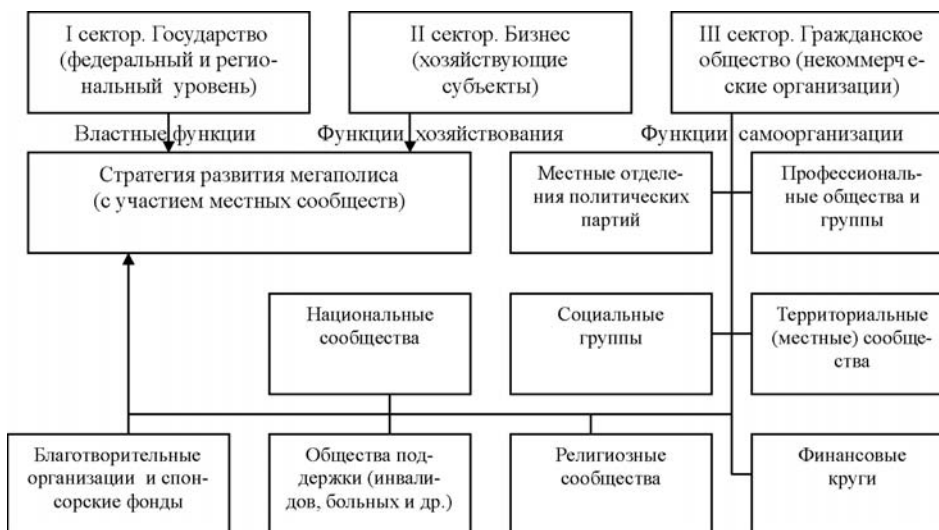 I сектор. Государство
(федеральный и регио-
нальный уровень)
II сектор. Бизнес
(хозяйствующие
субъекты)
III сектор. Гражданское
общество (некоммерче-
ские организации)
Властные функции
Функции хозяйствования
Функции самоорганизации
Стратегия развития мегаполиса
(с участием местных сообществ)
Местные отделе-
ния политических
партий
Профессиональ-
ные общества и
группы
Национальные
сообщества
Социальные
группы
Территориальные
(местные) сообще-
ства
Благотворительные
организации и спон-
сорские фонды
Общества под-
держки (инвали-
дов, больных и др.)
Религиозные
сообщества
Финансовые
круги